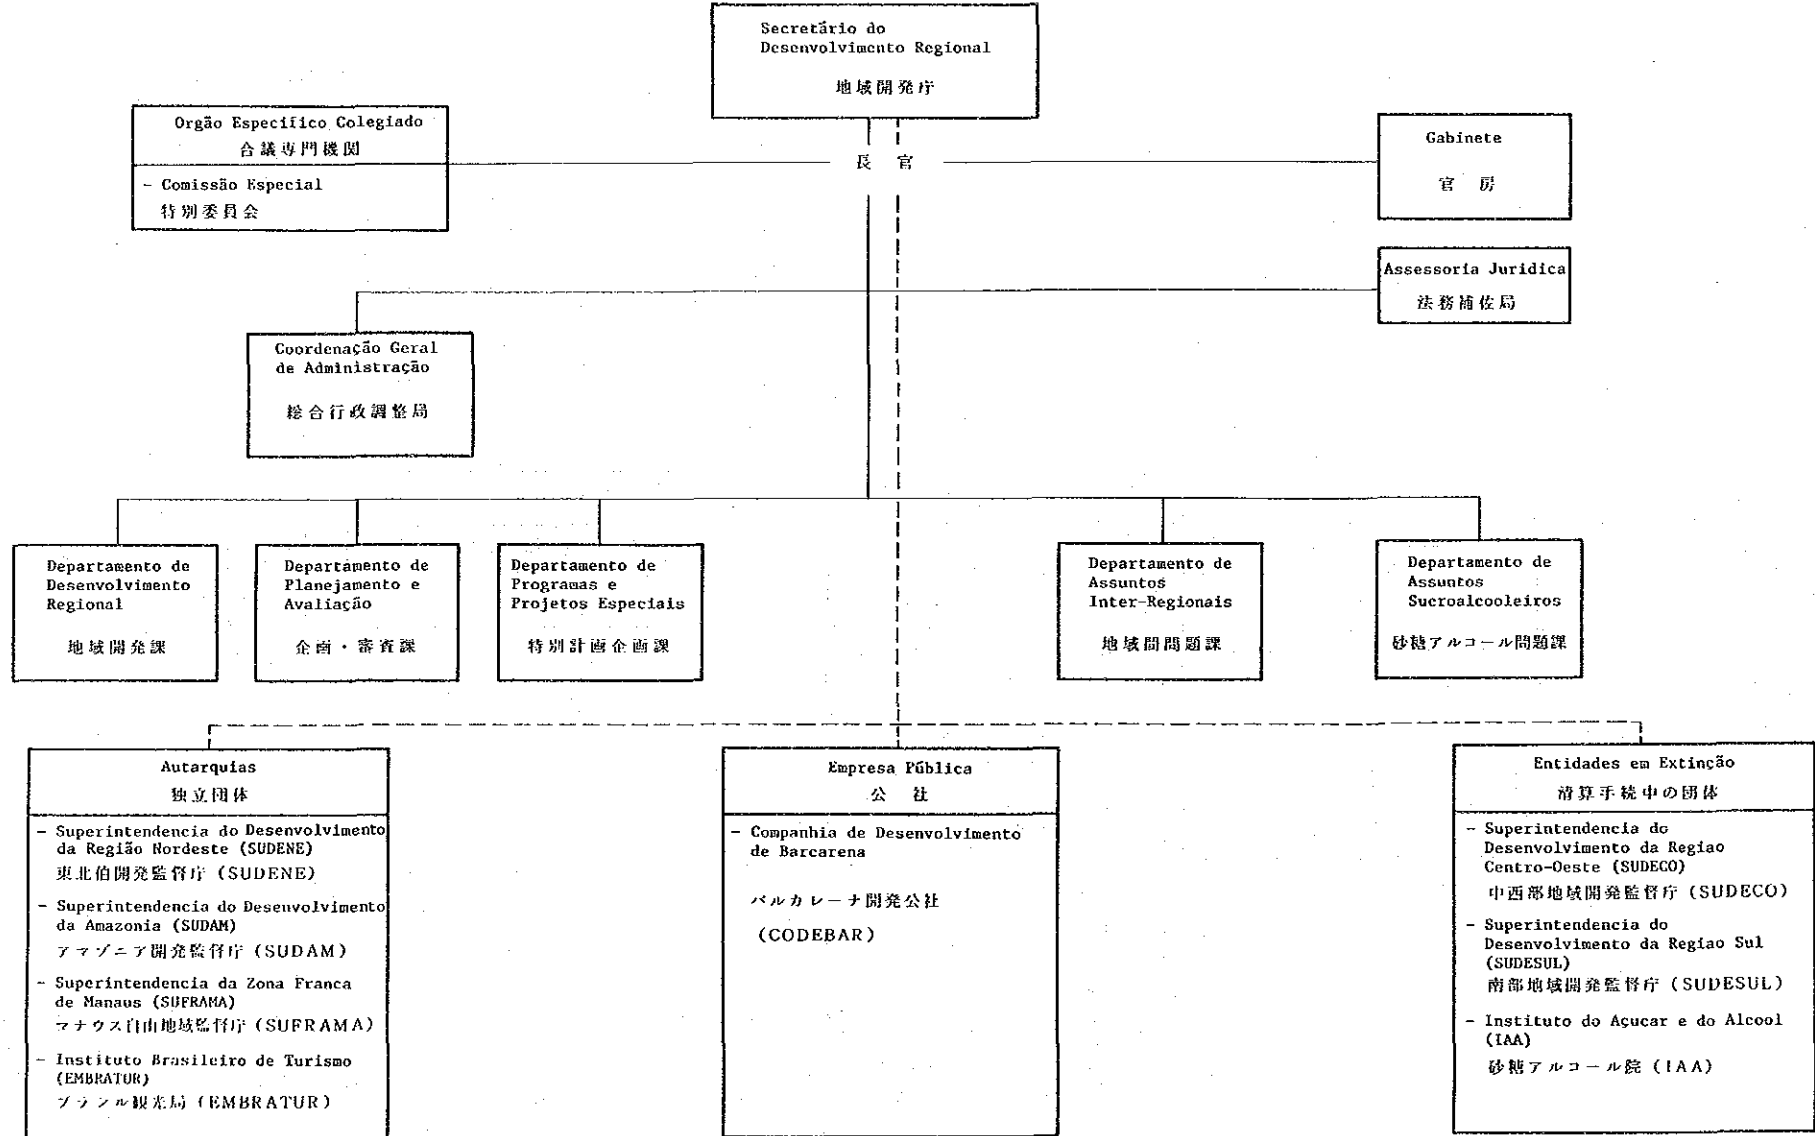 Secretário do
Desenvolvimento Regional
地域開発庁
Orgão Específico Colegiado
合議専門機関
- Comissão Especial
特別委員会
長官
Gabinete
官房
Assessoria Juridica
法務補佐局
Coordenação Geral
de Administração
総合行政調整局
Departamento de
Desenvolvimento
Regional
地域開発課
Departamento de
Planejamento e
Avaliação
企画・審査課
Departamento de
Programas e
Projetos Especiais
特別計画企画課
Departamento de
Assuntos
Inter-Regionais
地域間問題課
Departamento de
Assuntos
Sucroalcooleiros
砂糖アルコール問題課
Autarquias
独立団体
- Superintendencia do Desenvolvimento
da Região Nordeste (SUDENE)
東北伯開発監督庁 (SUDENE)
- Superintendencia do Desenvolvimento
da Amazonia (SUDAM)
アマゾニア開発監督庁 (SUDAM)
- Superintendencia da Zona Franca
de Manaus (SUFRAMA)
マナウス自由地域監督庁 (SUFRAMA)
- Instituto Brasileiro de Turismo
(EMBRATUR)
ブラジル観光局 (EMBRATUR)
Empresa Pública
公社
- Companhia de Desenvolvimento
de Barcarena
バルカレーナ開発公社
(CODEBAR)
Entidades em Extinção
清算手続中の団体
- Superintendencia do
Desenvolvimento da Regiao
Centro-Oeste (SUDECO)
中西部地域開発監督庁 (SUDECO)
- Superintendencia do
Desenvolvimento da Regiao Sul
(SUDESUL)
南部地域開発監督庁 (SUDESUL)
- Instituto do Açucar e do Alcool
(IAA)
砂糖アルコール院 (IAA)